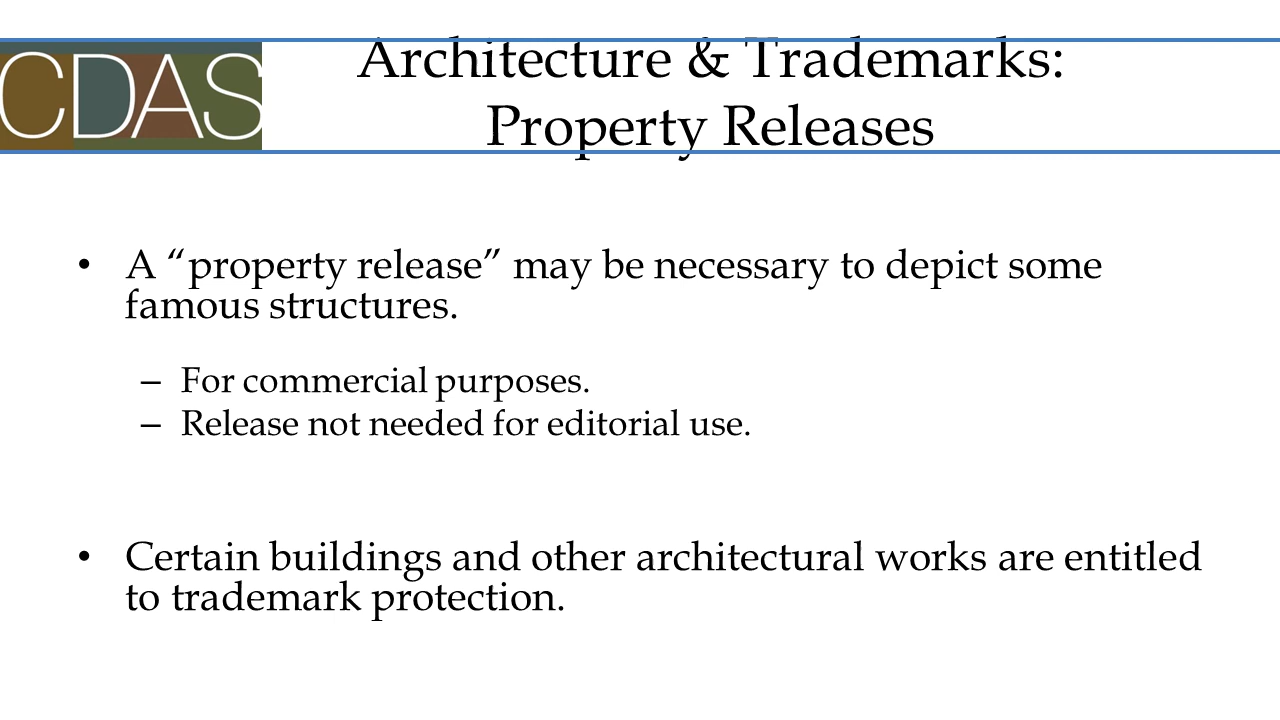 CDAS
Architecture & Trademarks:
Property Releases
• A “property release” may be necessary to depict some
famous structures.
– For commercial purposes.
– Release not needed for editorial use.
• Certain buildings and other architectural works are entitled
to trademark protection.